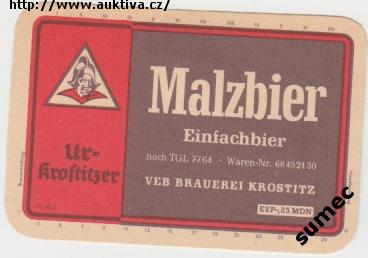 http://www.auktiva.cz/
Malzbier
Einfachbier
nach TGL 7764 · Waren-Nr. 68452130
VEB BRAUEREI KROSTITZ
EVP -,25 MDN
Ur-
Krostitzer
sumec